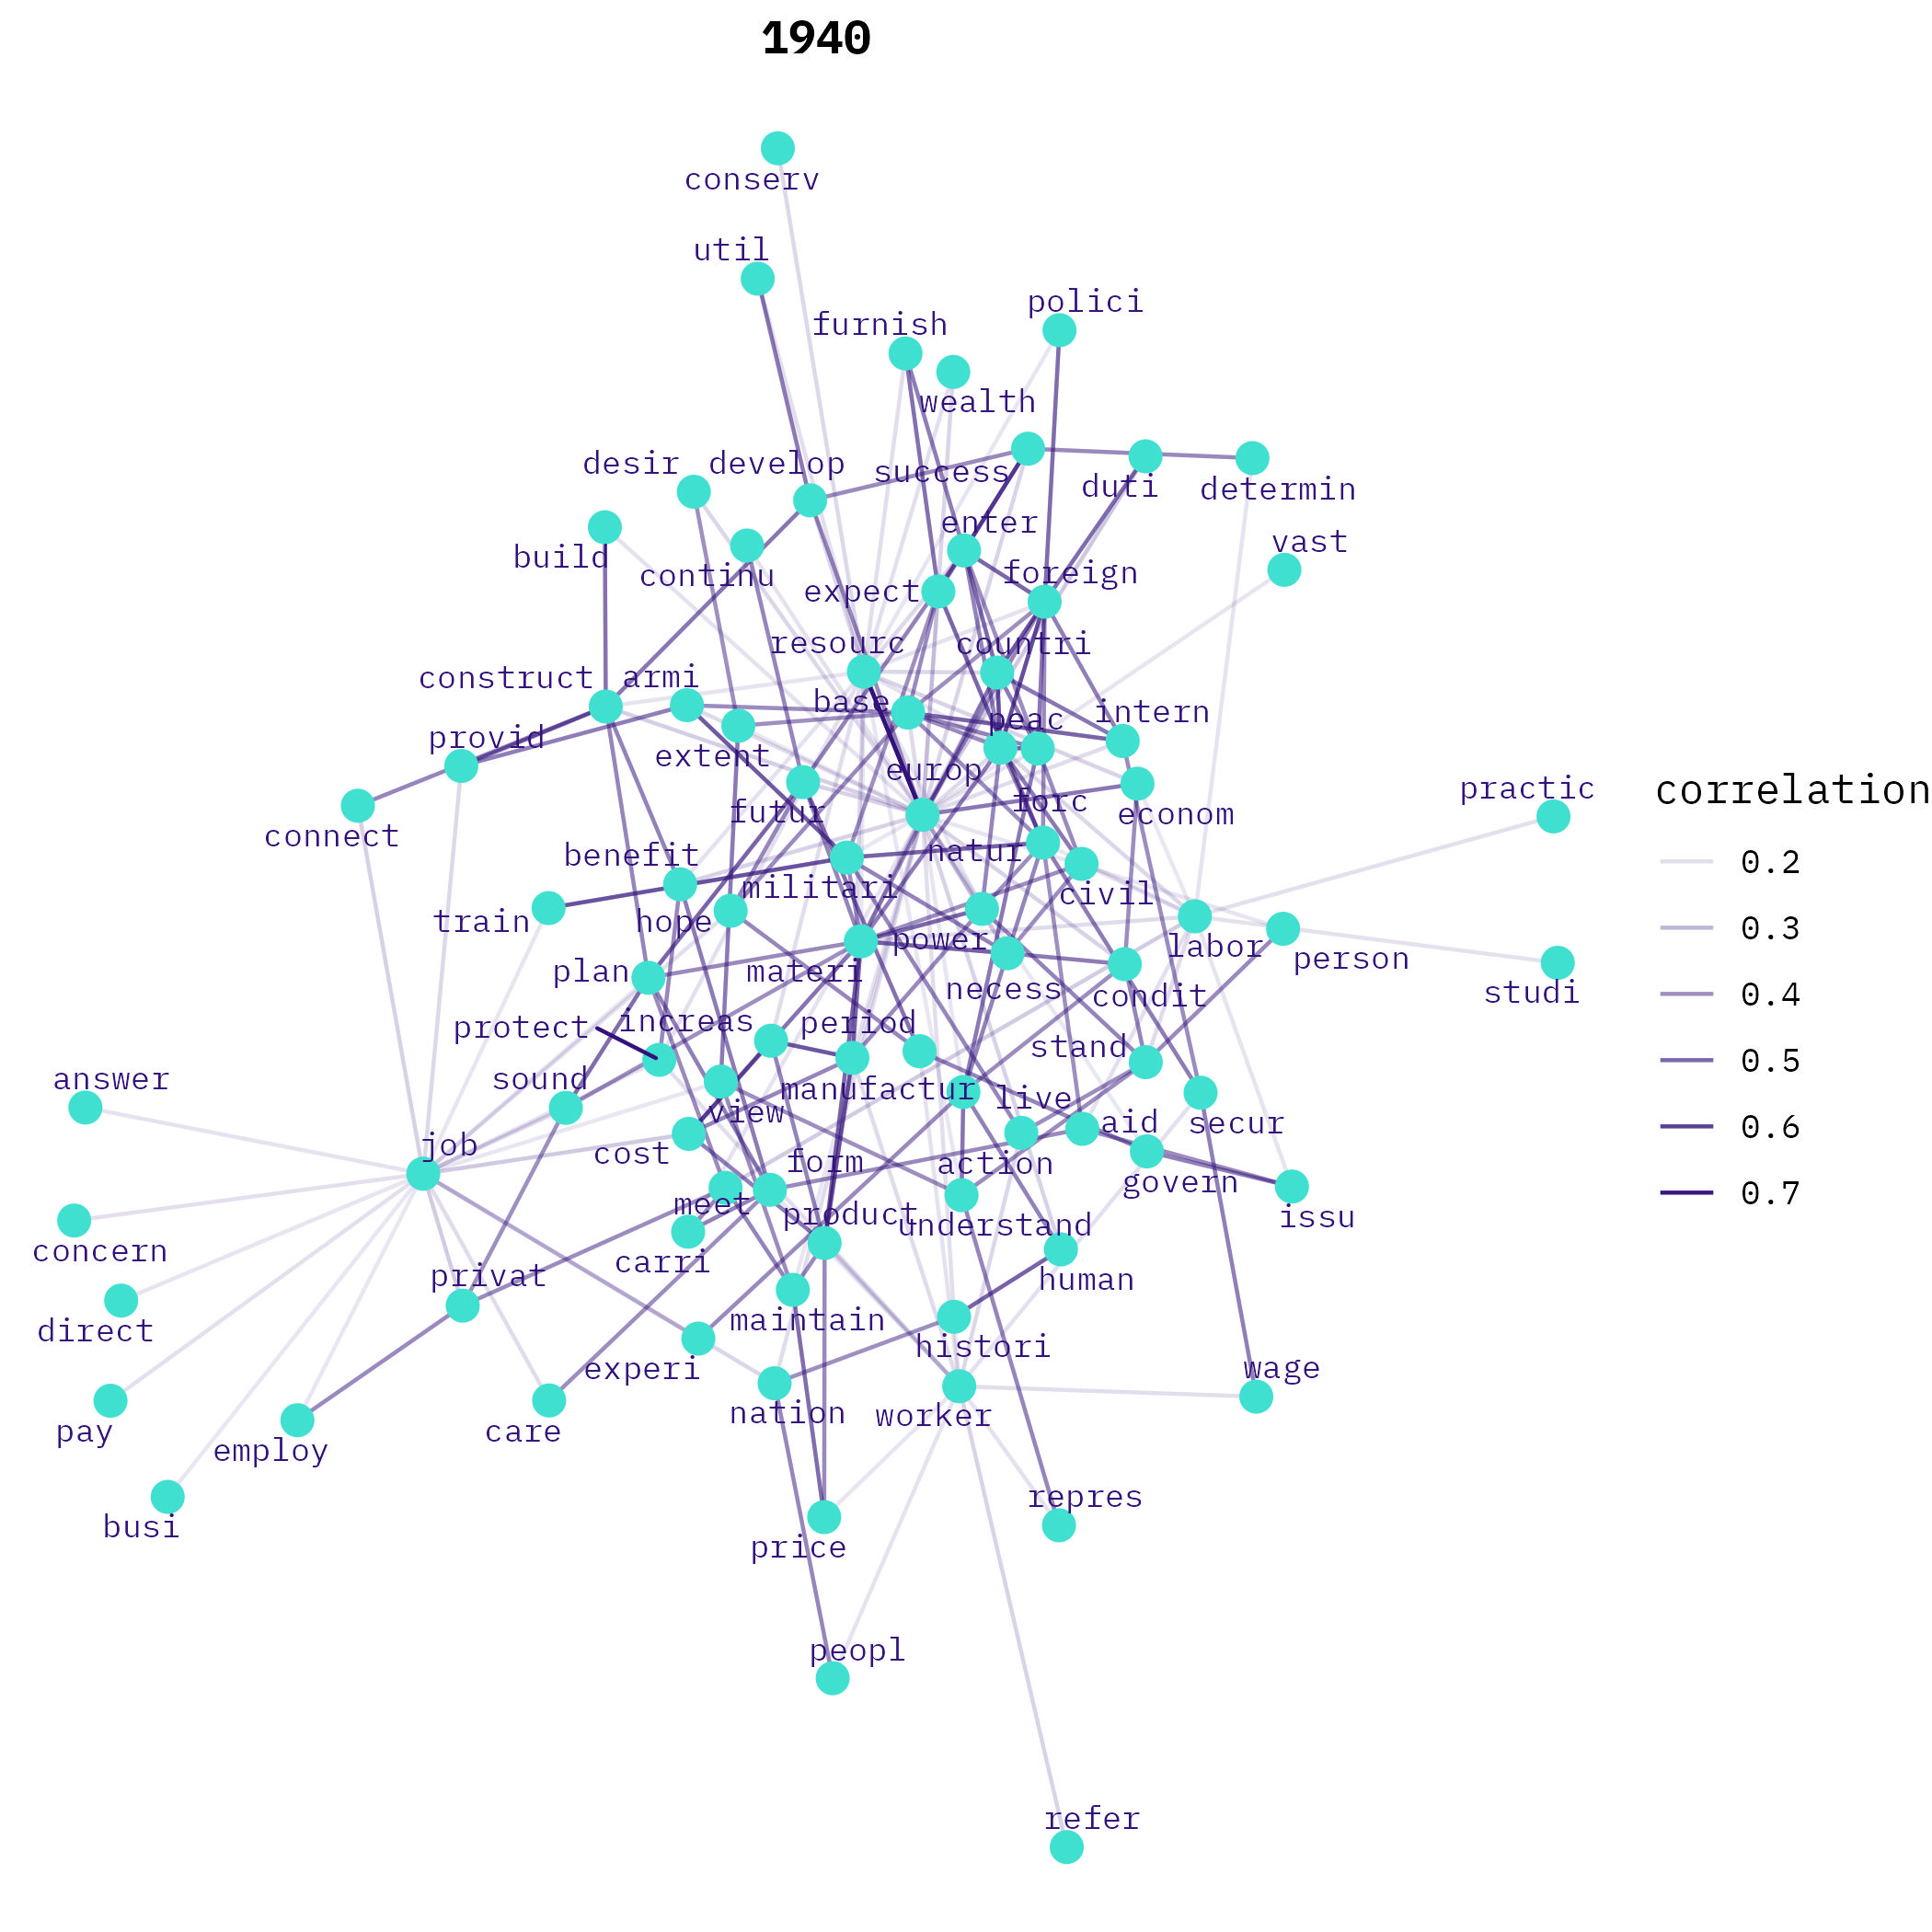 1940
conserv
util
polici
furnish
wealth
desir
develop
success
duti
determin
enter
vast
build
continu
foreign
expect
resourc
countri
construct
armi
base
peac
intern
provid
extent
europ
practic
correlation
futur
forc
econom
connect
benefit
natur
0.2
militari
civil
train
hope
0.3
power
labor
person
plan
materi
necess
condit
studi
0.4
protect
increas
period
stand
0.5
answer
sound
manufactur
view
live
aid
secur
0.6
job
cost
form
action
govern
0.7
meet
product
understand
issu
concern
carri
privat
human
direct
maintain
histori
experi
wage
pay
employ
care
nation
worker
busi
price
repres
peopl
refer